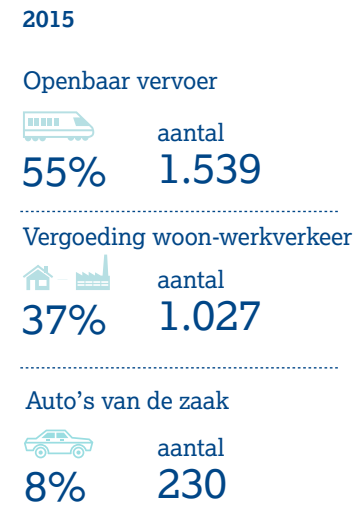 2015
Openbaar vervoer
aantal
55% 1.539
Vergoeding woon-werkverkeer
aantal
37% 1.027
Auto's van de zaak
aantal
8% 230